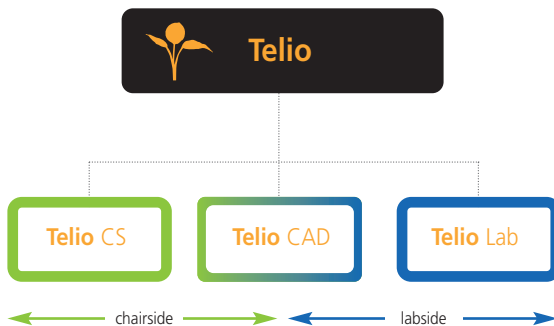 Telio
Telio CS
Telio CAD
Telio Lab
chairside
labside